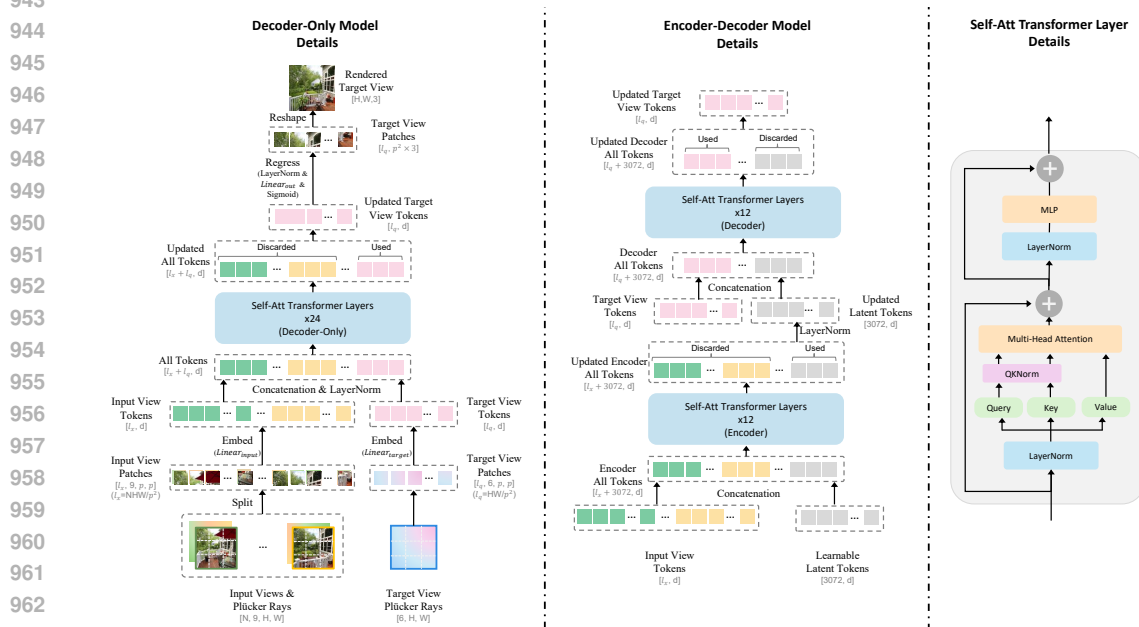 943
944
945
946
947
948
949
950
951
952
953
954
955
956
957
958
959
960
961
962
Decoder-Only Model
Details
Rendered
Target View
[H,W,3]
Reshape
Target View
Patches
[l_q, p² × 3]
Regress
(LayerNorm &
Linear_out &
Sigmoid)
Updated Target
View Tokens
[l_q, d]
Updated
All Tokens
[l_x + l_q, d]
Discarded
Used
Self-Att Transformer Layers
x24
(Decoder-Only)
All Tokens
[l_x + l_q, d]
Concatenation & LayerNorm
Input View
Tokens
[l_x, d]
Target View
Tokens
[l_q, d]
Embed
(Linear_input)
Embed
(Linear_target)
Input View
Patches
[l_x, 9, p, p]
(l_x=NHW/p²)
Target View
Patches
[l_q, 6, p, p]
(l_q=HW/p²)
Split
Input Views &
Plücker Rays
[N, 9, H, W]
Target View
Plücker Rays
[6, H, W]
Encoder-Decoder Model
Details
Updated Target
View Tokens
[l_q, d]
Updated Decoder
All Tokens
[l_q + 3072, d]
Used
Discarded
Self-Att Transformer Layers
x12
(Decoder)
Decoder
All Tokens
[l_q + 3072, d]
Concatenation
Target View
Tokens
[l_q, d]
Updated
Latent Tokens
[3072, d]
LayerNorm
Updated Encoder
All Tokens
[l_x + 3072, d]
Discarded
Used
Self-Att Transformer Layers
x12
(Encoder)
Encoder
All Tokens
[l_x + 3072, d]
Concatenation
Input View
Tokens
[l_x, d]
Learnable
Latent Tokens
[3072, d]
Self-Att Transformer Layer
Details
MLP
LayerNorm
Multi-Head Attention
QKNorm
Query
Key
Value
LayerNorm